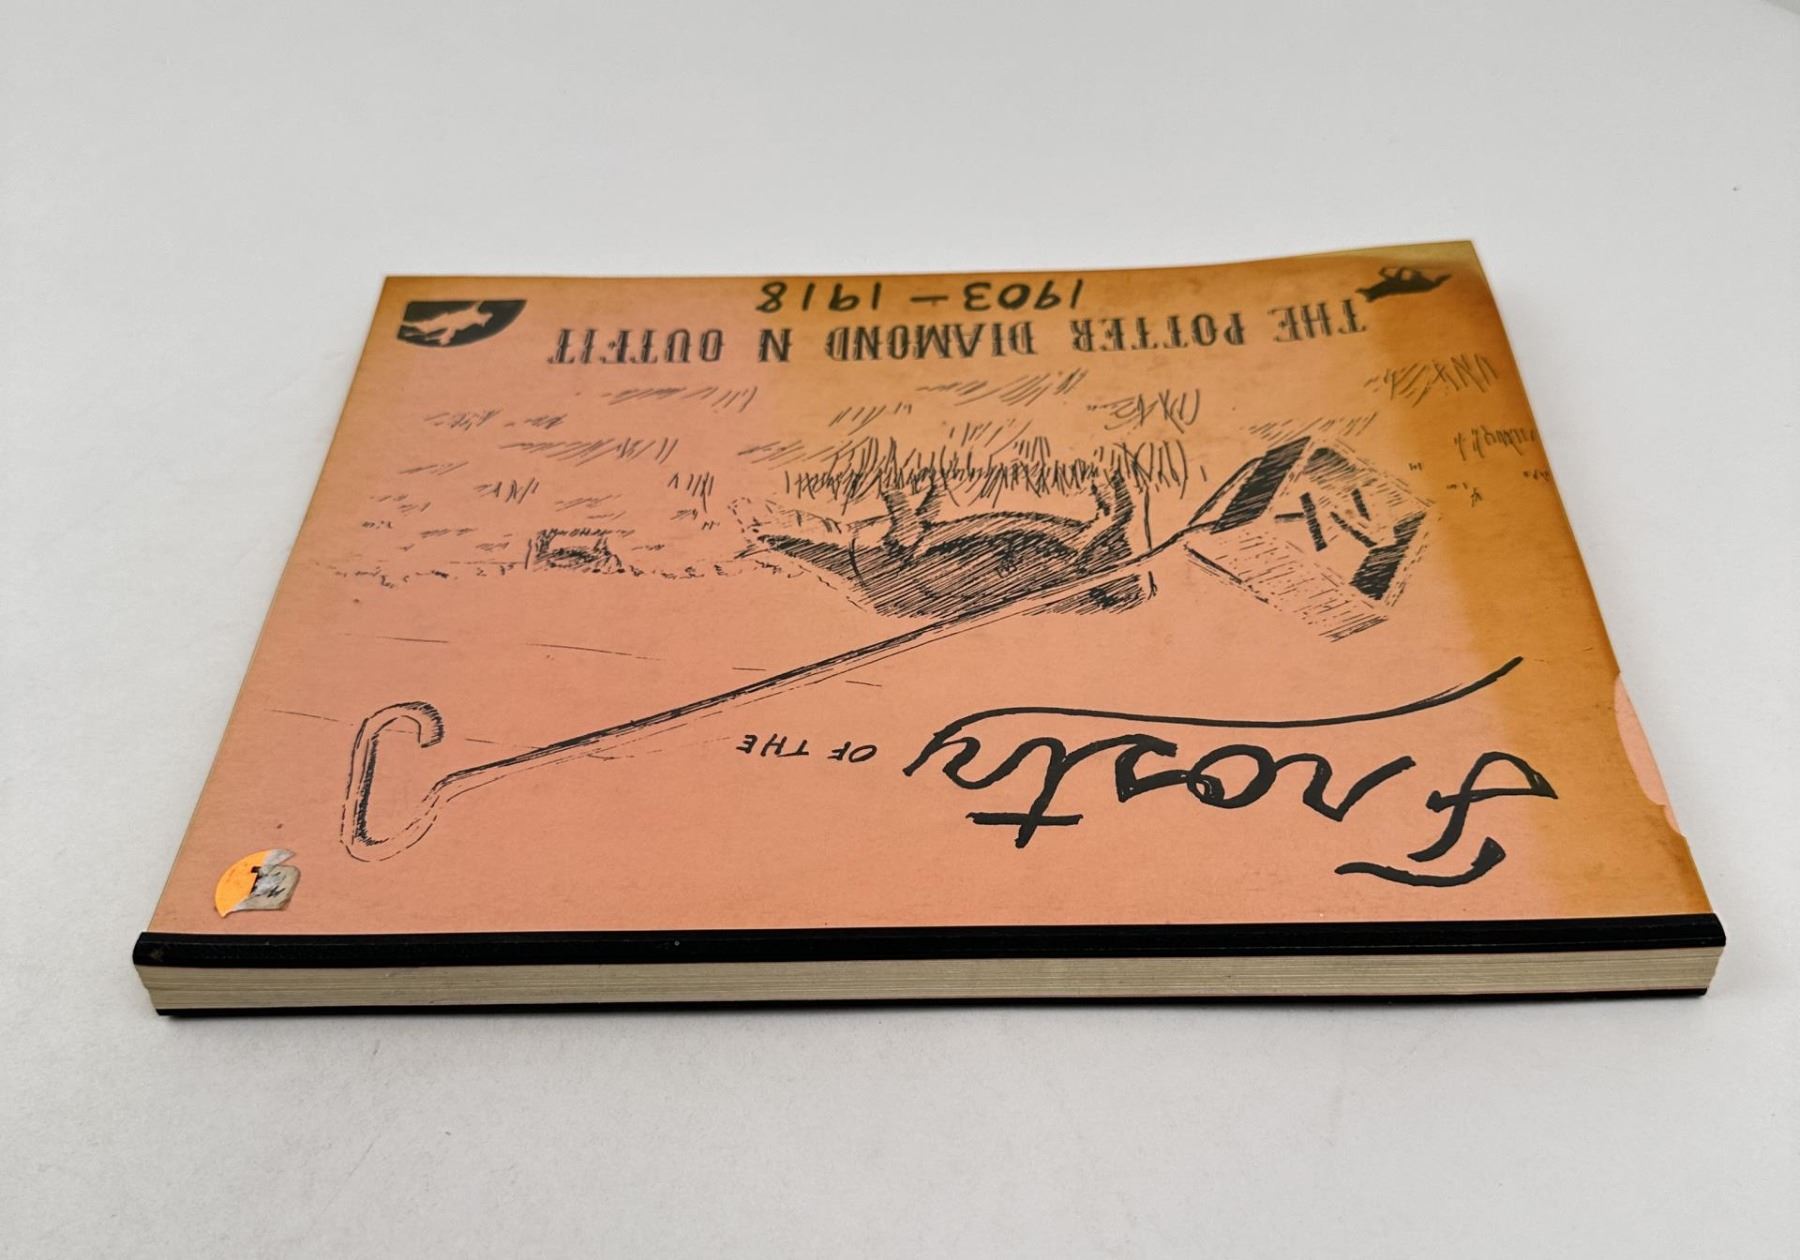 Frosty OF THE
N
THE POTTER DIAMOND N OUTFIT
1903-1918